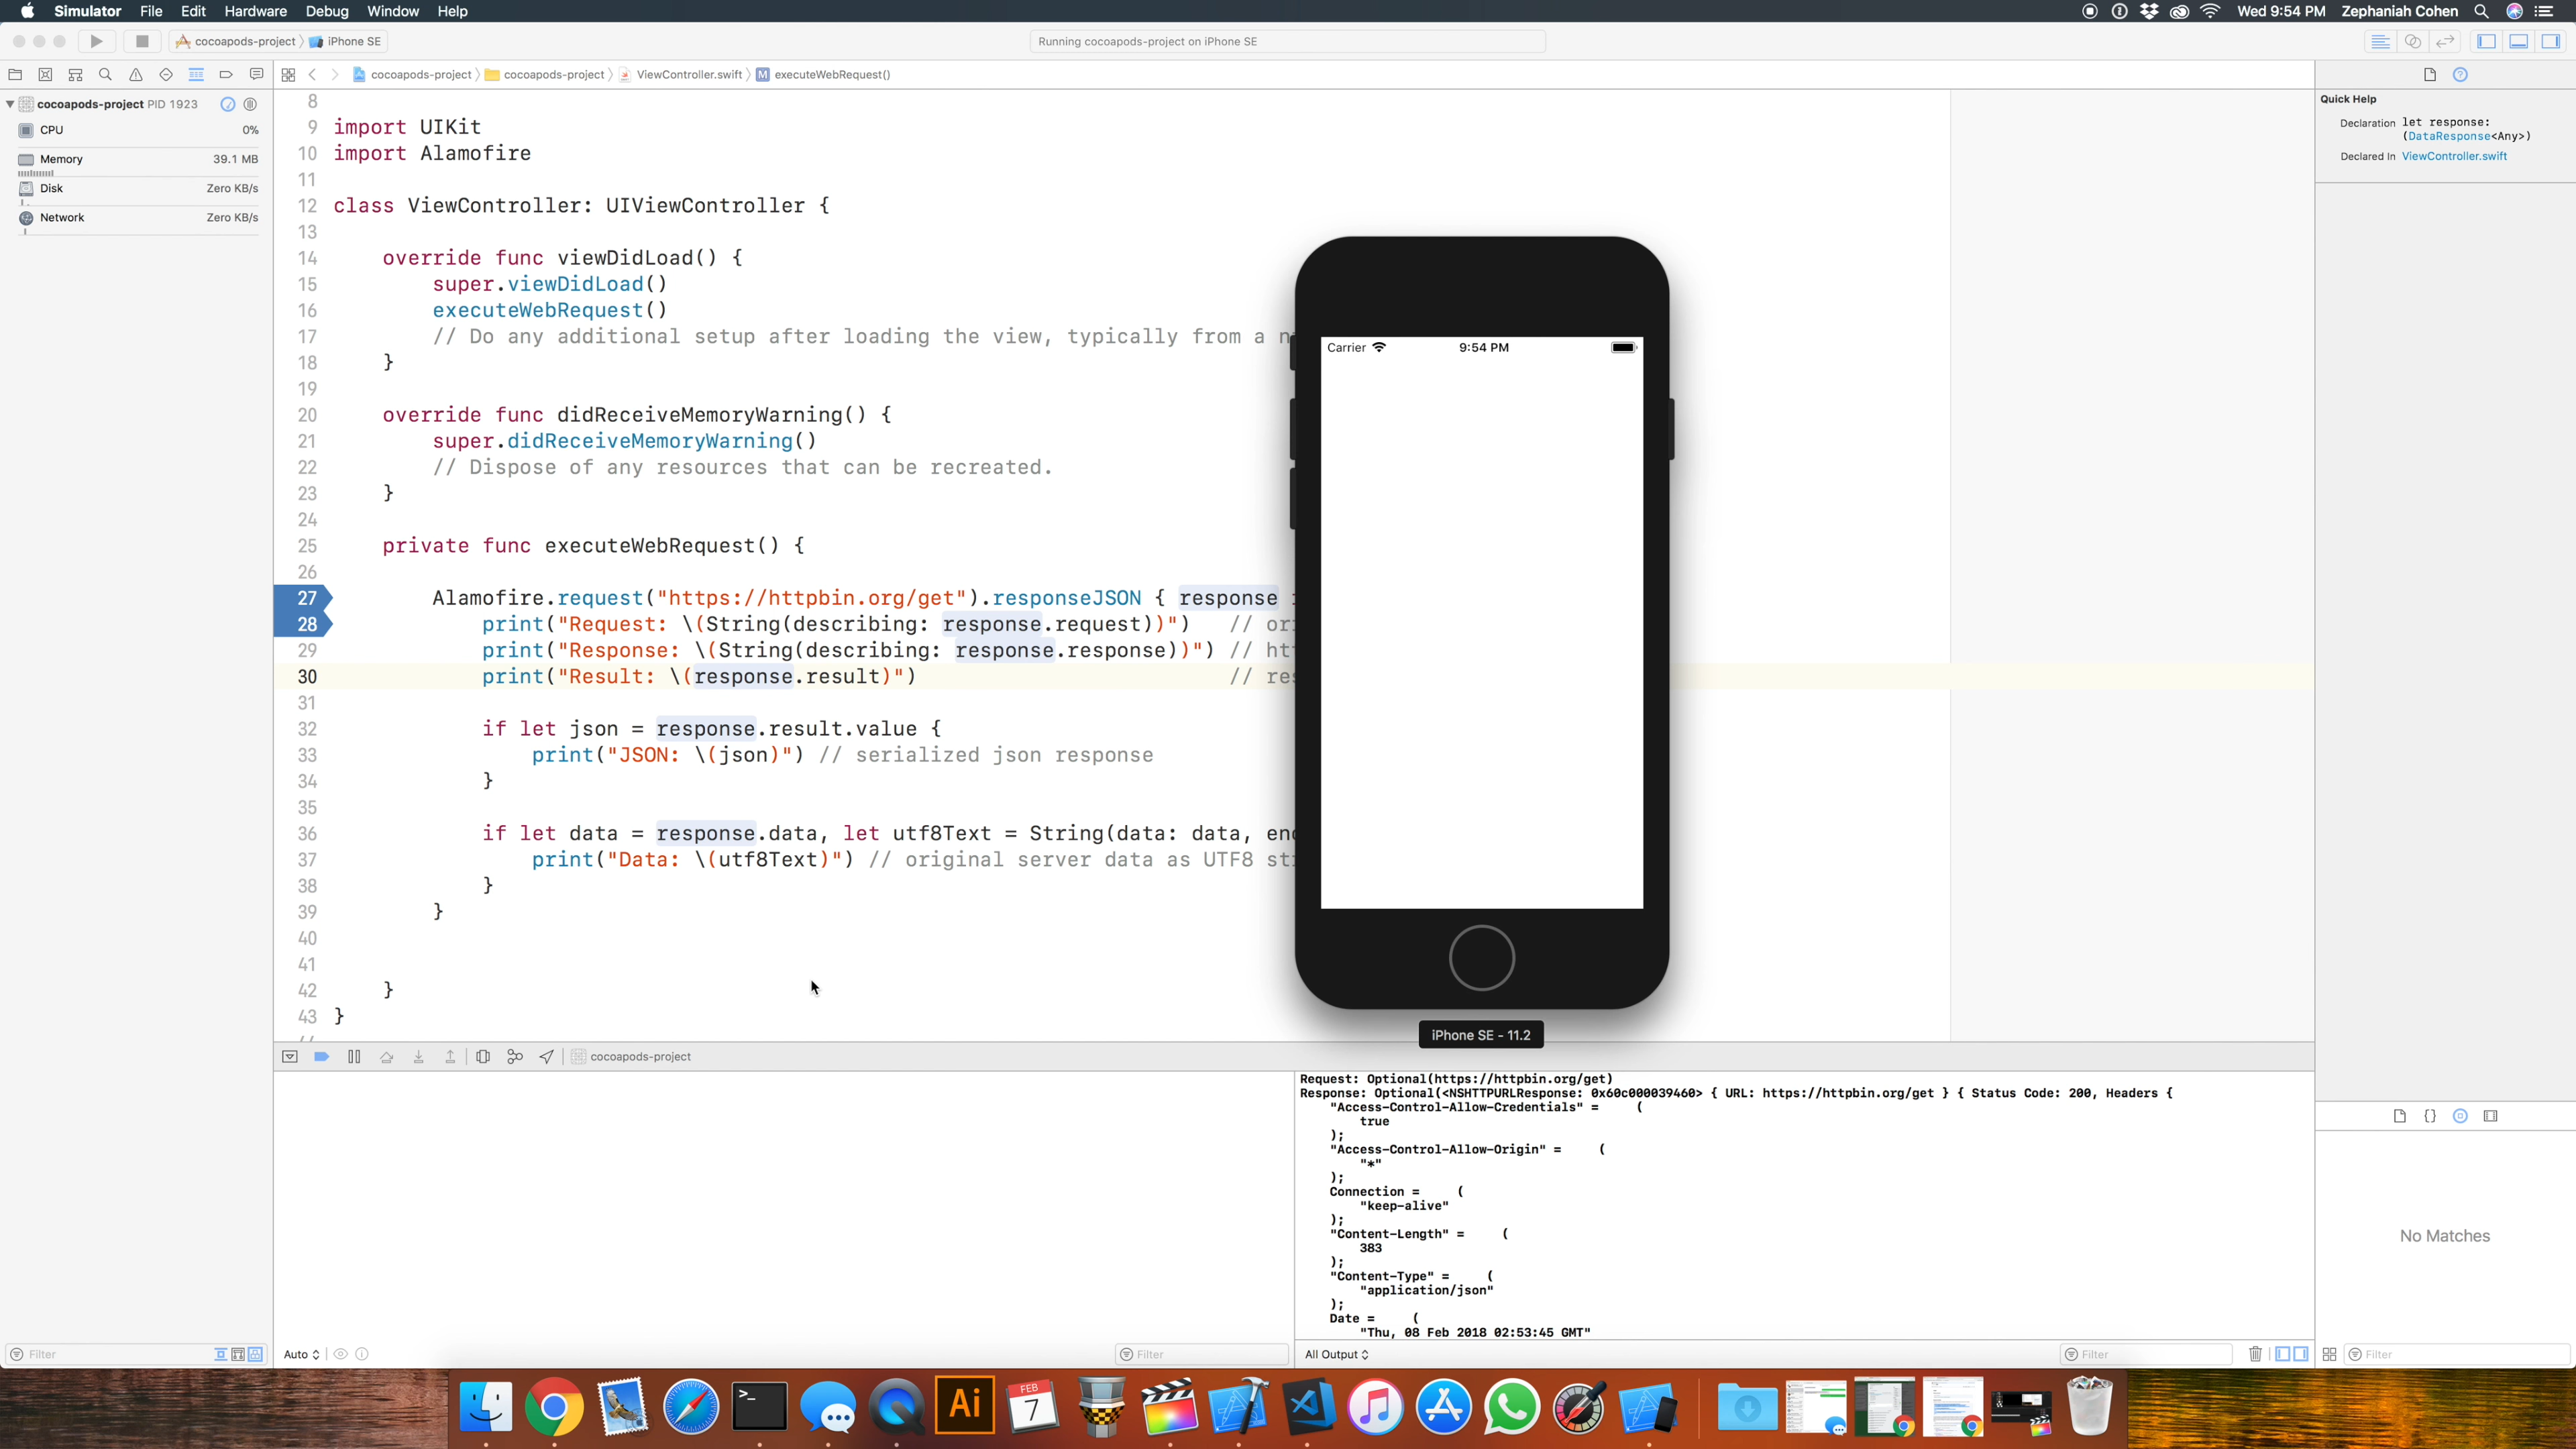 Simulator File Edit Hardware Debug Window Help
Wed 9:54 PM Zephaniah Cohen
cocoapods-project iPhone SE
Running cocoapods-project on iPhone SE
cocoapods-project cocoapods-project ViewController.swift M executeWebRequest()
cocoapods-project PID 1923
CPU 0%
Memory 39.1 MB
Disk Zero KB/s
Network Zero KB/s
8
9 import UIKit
10 import Alamofire
11
12 class ViewController: UIViewController {
13
14 override func viewDidLoad() {
15 super.viewDidLoad()
16 executeWebRequest()
17 // Do any additional setup after loading the view, typically from a n
18 }
19
20 override func didReceiveMemoryWarning() {
21 super.didReceiveMemoryWarning()
22 // Dispose of any resources that can be recreated.
23 }
24
25 private func executeWebRequest() {
26
27 Alamofire.request("https://httpbin.org/get").responseJSON { response
28 print("Request: \(String(describing: response.request))") // ori
29 print("Response: \(String(describing: response.response))") // ht
30 print("Result: \(response.result)") // res
31
32 if let json = response.result.value {
33 print("JSON: \(json)") // serialized json response
34 }
35
36 if let data = response.data, let utf8Text = String(data: data, enc
37 print("Data: \(utf8Text)") // original server data as UTF8 st
38 }
39 }
40
41
42 }
43 }
Carrier 9:54 PM
iPhone SE - 11.2
Quick Help
Declaration let response:
(DataResponse<Any>)
Declared In ViewController.swift
No Matches
cocoapods-project
Request: Optional(https://httpbin.org/get)
Response: Optional(<NSHTTPURLResponse: 0x60c000039460> { URL: https://httpbin.org/get } { Status Code: 200, Headers {
"Access-Control-Allow-Credentials" = (
true
);
"Access-Control-Allow-Origin" = (
"*"
);
Connection = (
"keep-alive"
);
"Content-Length" = (
383
);
"Content-Type" = (
"application/json"
);
Date = (
"Thu, 08 Feb 2018 02:53:45 GMT"
Filter
Auto
Filter
All Output
Filter
Filter
>_
Ai
FEB
7